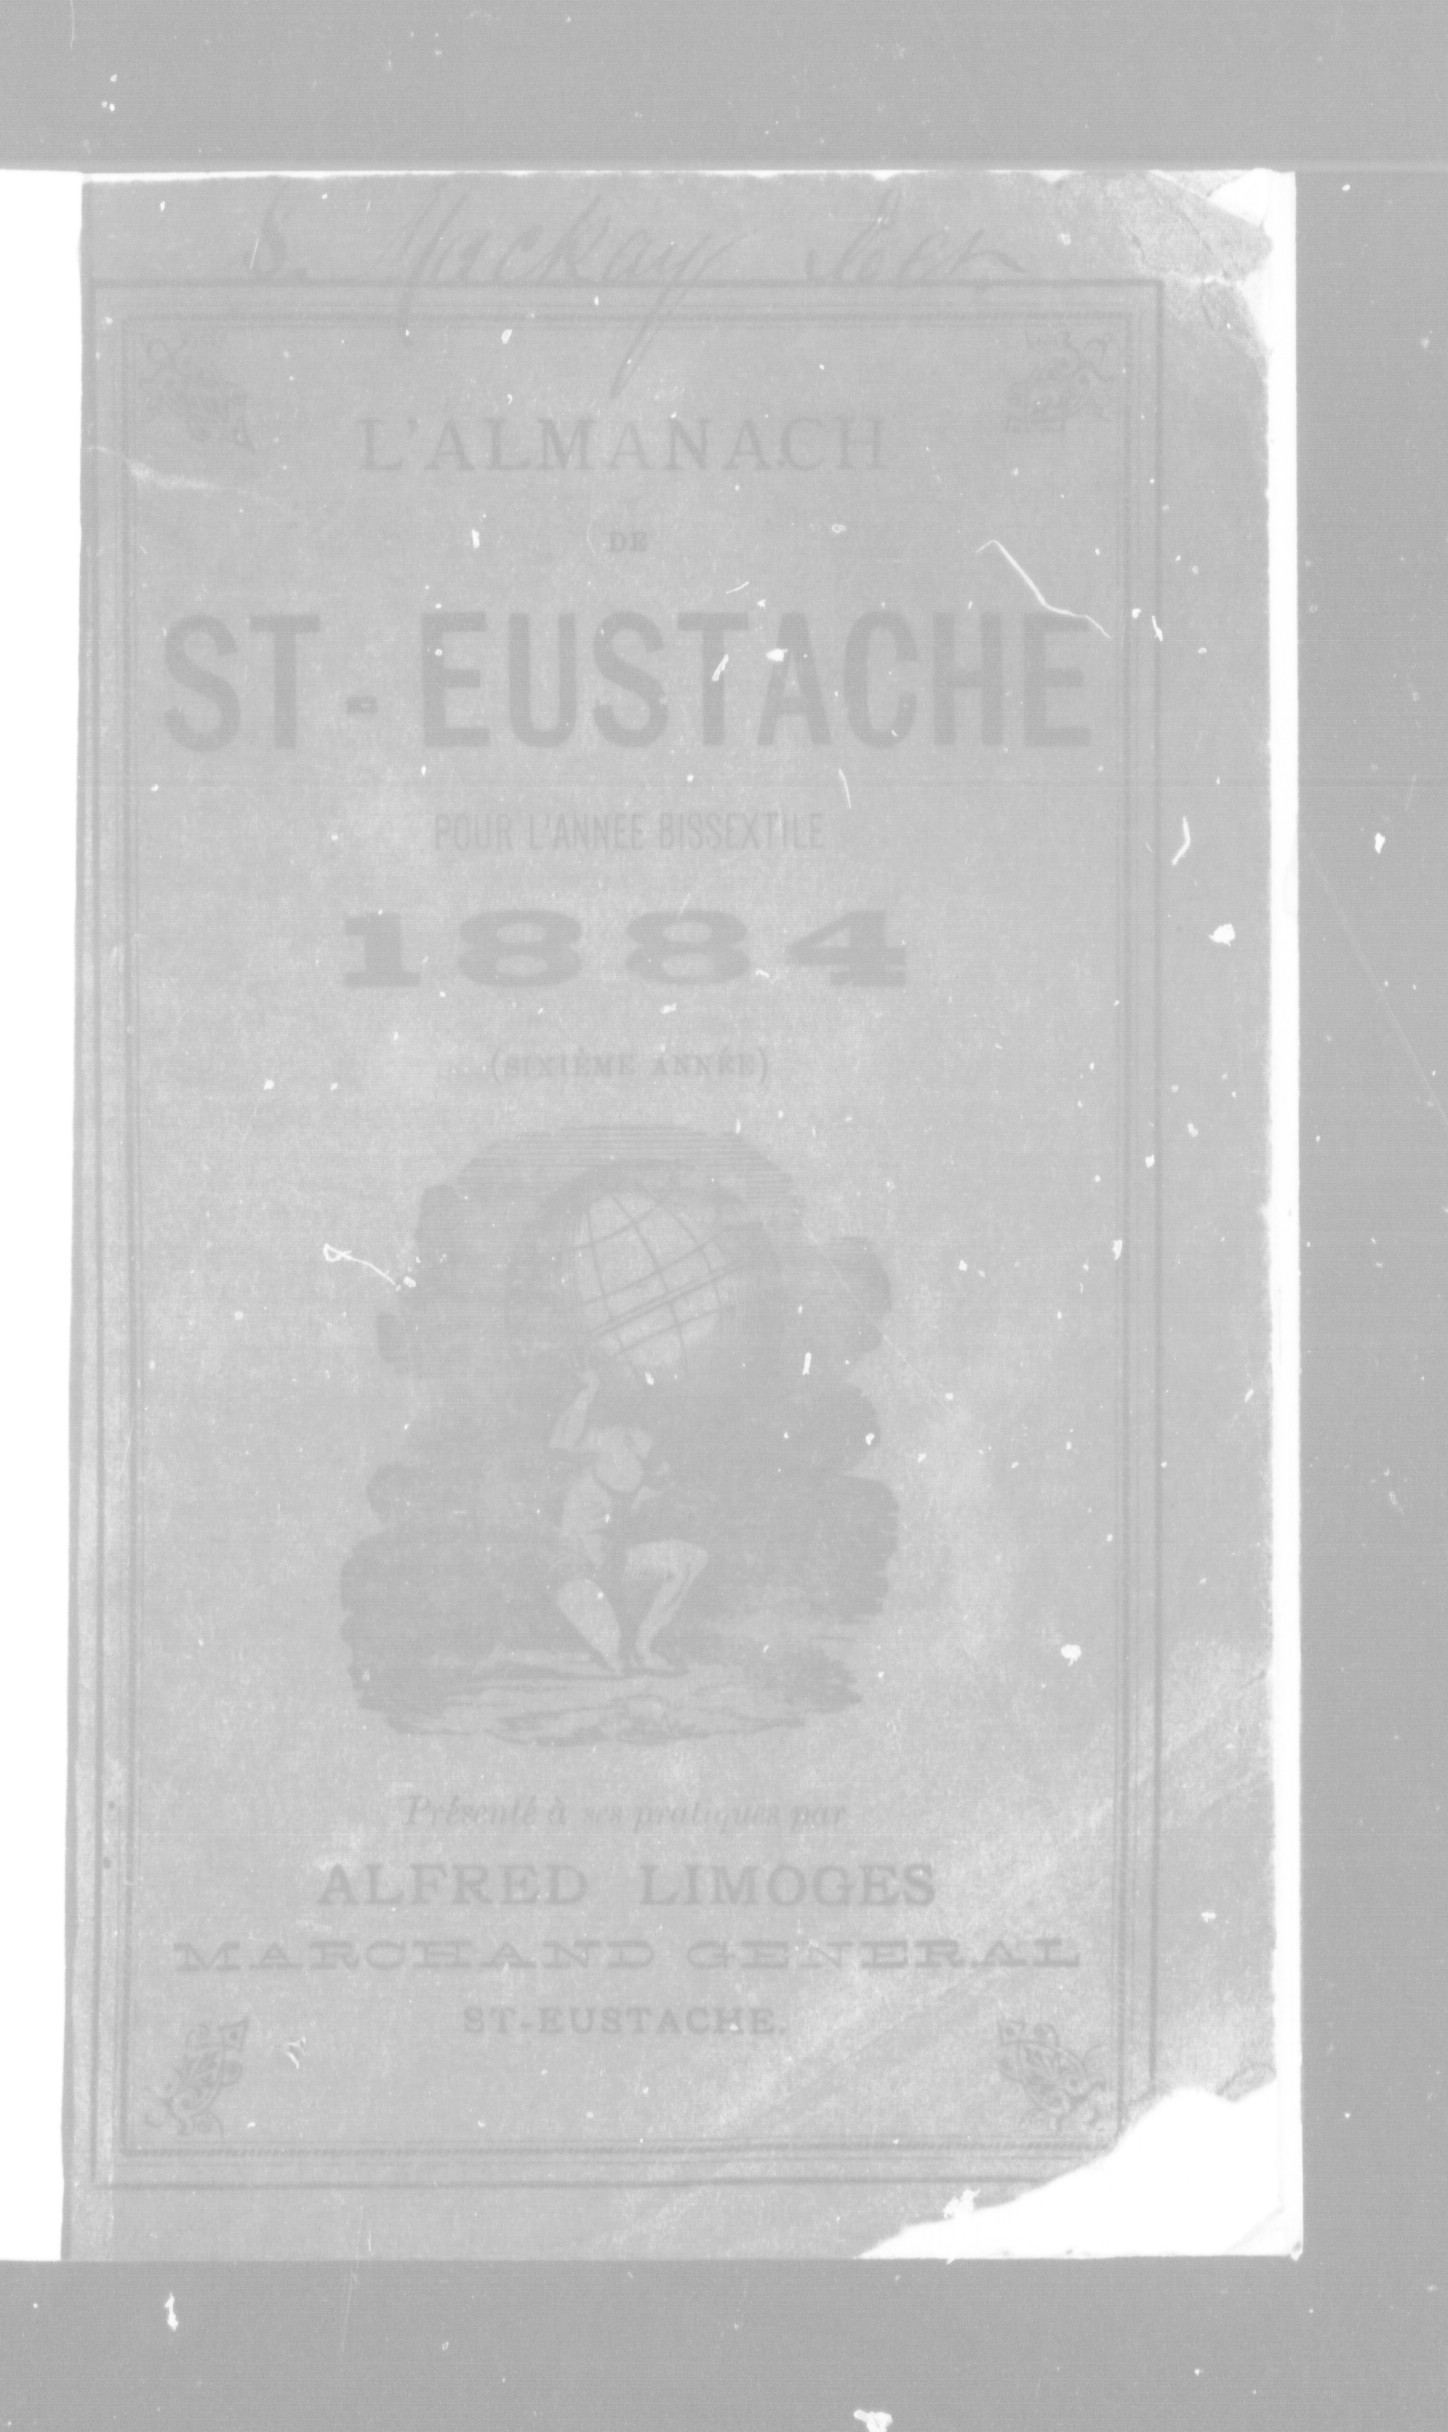 S. Mackay
L'ALMANACH
DE
ST-EUSTACHE
POUR L'ANNEE BISSEXTILE
1884
(SIXIÈME ANNÉE)
Présenté à ses pratiques par
ALFRED LIMOGES
MARCHAND GENERAL
ST-EUSTACHE.